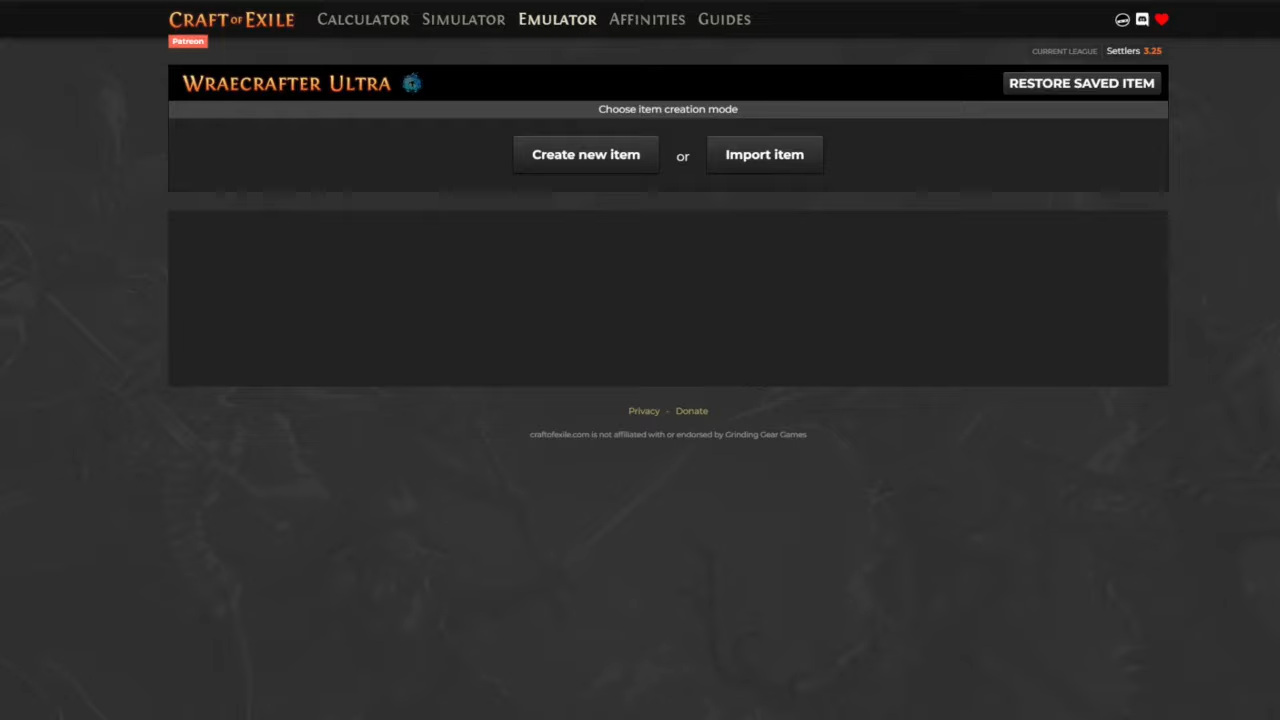 CRAFT OF EXILE CALCULATOR SIMULATOR EMULATOR AFFINITIES GUIDES
Patreon
CURRENT LEAGUE Settlers 3.25
WRAECRAFTER ULTRA RESTORE SAVED ITEM
Choose item creation mode
Create new item or Import item
Privacy - Donate
craftofexile.com is not affiliated with or endorsed by Grinding Gear Games